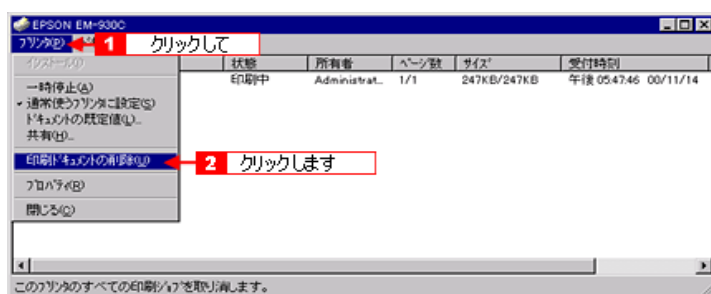 EPSON EM-930C
プリンタ(P)
1 クリックして
インストール(I)
状態 所有者 ページ数 サイズ 受付時刻
印刷中 Administrat... 1/1 247KB/247KB 午後 05:47:46 00/11/14
一時停止(A)
通常使うプリンタに設定(S)
ドキュメントの既定値(L)...
共有(H)...
印刷ドキュメントの削除(U)
2 クリックします
プロパティ(R)
閉じる(C)
このプリンタのすべての印刷ジョブを取り消します。